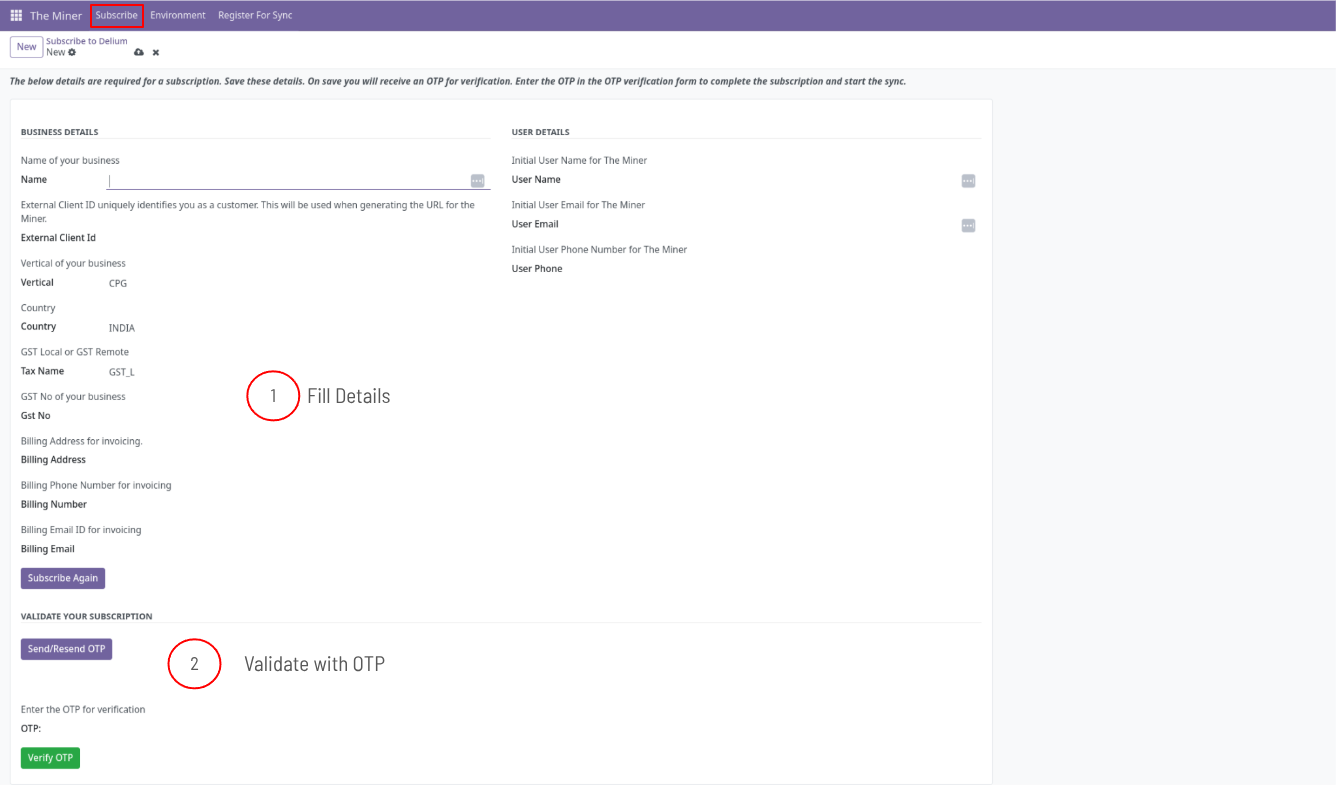 The Miner Subscribe Environment Register For Sync
New Subscribe to Delium
New
The below details are required for a subscription. Save these details. On save you will receive an OTP for verification. Enter the OTP in the OTP verification form to complete the subscription and start the sync.
BUSINESS DETAILS
Name of your business
Name
External Client ID uniquely identifies you as a customer. This will be used when generating the URL for the
Miner.
External Client Id
Vertical of your business
Vertical CPG
Country
Country INDIA
GST Local or GST Remote
Tax Name GST_L
GST No of your business
Gst No
Billing Address for invoicing.
Billing Address
Billing Phone Number for invoicing
Billing Number
Billing Email ID for invoicing
Billing Email
Subscribe Again
USER DETAILS
Initial User Name for The Miner
User Name
Initial User Email for The Miner
User Email
Initial User Phone Number for The Miner
User Phone
1 Fill Details
VALIDATE YOUR SUBSCRIPTION
Send/Resend OTP
2 Validate with OTP
Enter the OTP for verification
OTP:
Verify OTP